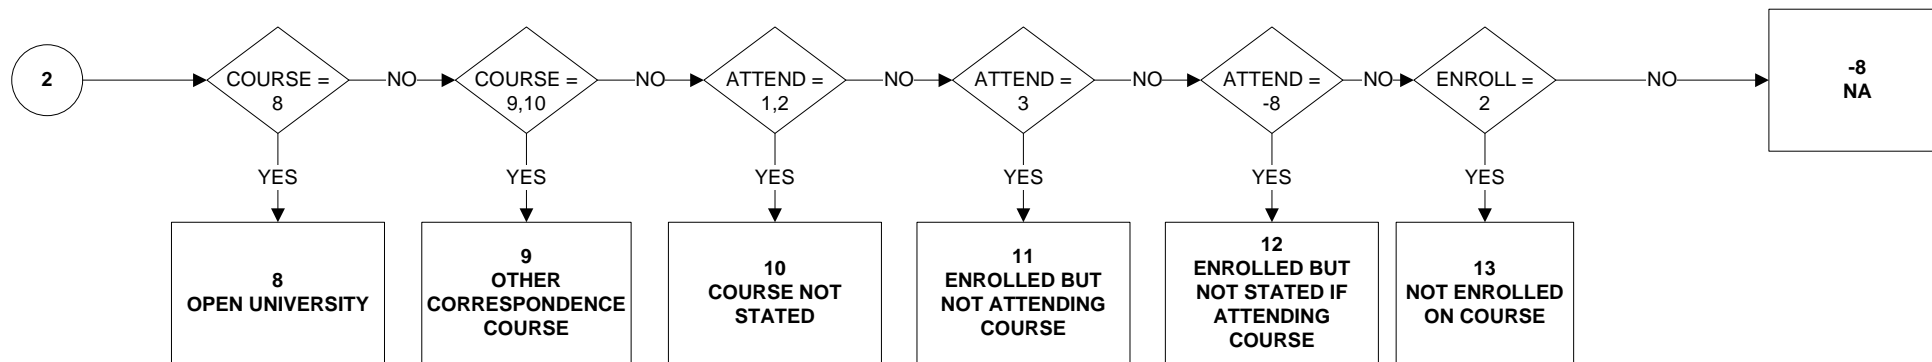 2
COURSE =
8
NO
COURSE =
9,10
NO
ATTEND =
1,2
NO
ATTEND =
3
NO
ATTEND =
-8
NO
ENROLL =
2
NO
-8
NA
YES
YES
YES
YES
YES
YES
8
OPEN UNIVERSITY
9
OTHER
CORRESPONDENCE
COURSE
10
COURSE NOT
STATED
11
ENROLLED BUT
NOT ATTENDING
COURSE
12
ENROLLED BUT
NOT STATED IF
ATTENDING
COURSE
13
NOT ENROLLED
ON COURSE